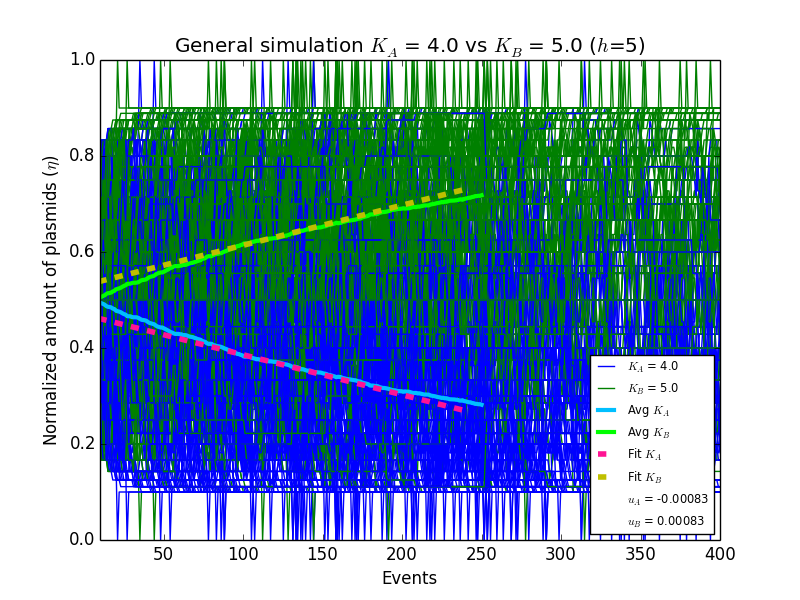 General simulation K_A = 4.0 vs K_B = 5.0 (h=5)
Normalized amount of plasmids (η)
1.0
0.8
0.6
0.4
0.2
0.0
K_A = 4.0
K_B = 5.0
Avg K_A
Avg K_B
Fit K_A
Fit K_B
u_A = -0.00083
u_B = 0.00083
50 100 150 200 250 300 350 400
Events